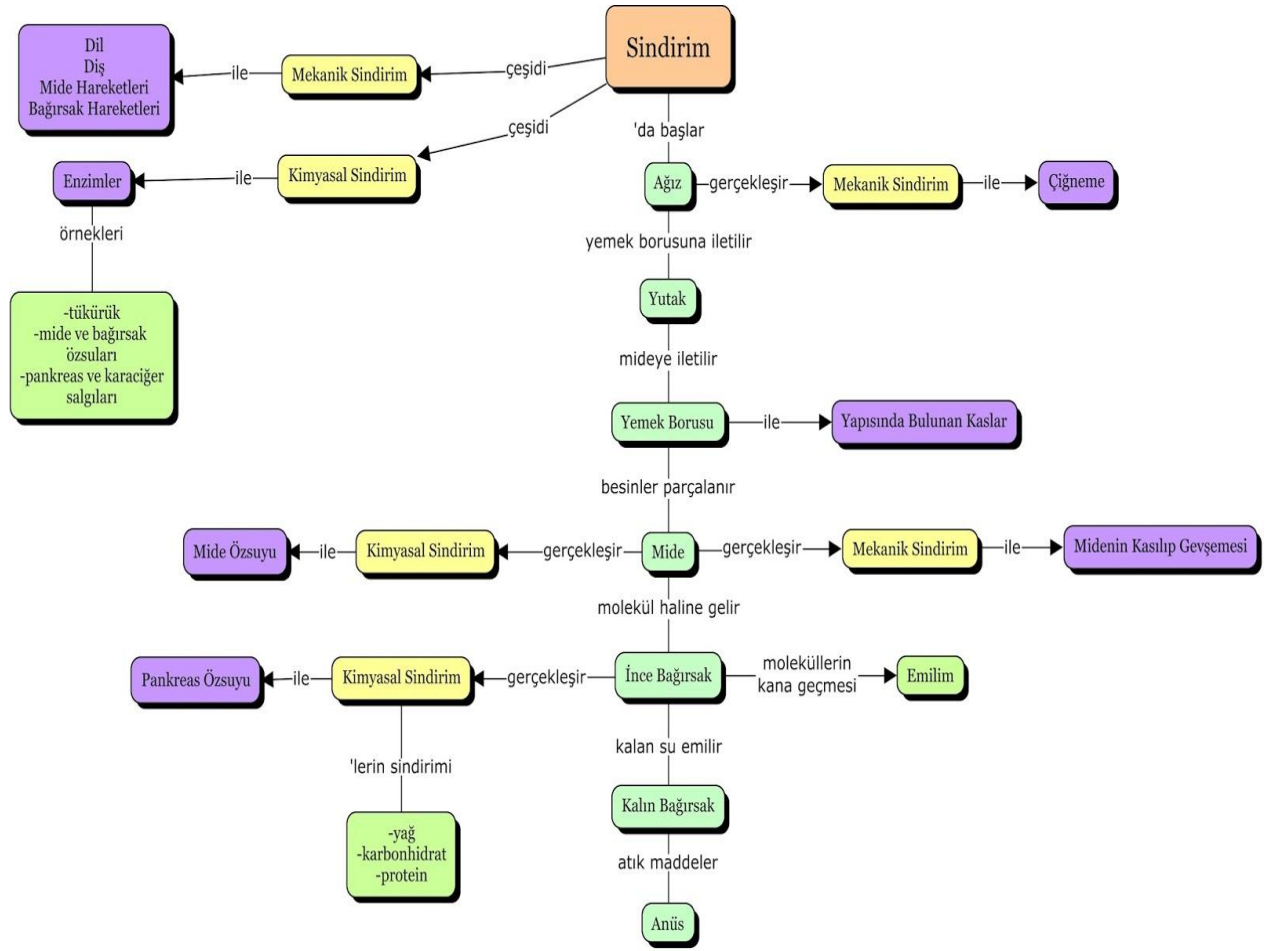 Sindirim
çeşidi
Mekanik Sindirim
ile
Dil
Diş
Mide Hareketleri
Bağırsak Hareketleri
çeşidi
Kimyasal Sindirim
ile
Enzimler
örnekleri
-tükürük
-mide ve bağırsak
özsuları
-pankreas ve karaciğer
salgıları
'da başlar
Ağız
gerçekleşir
Mekanik Sindirim
ile
Çiğneme
yemek borusuna iletilir
Yutak
mideye iletilir
Yemek Borusu
ile
Yapısında Bulunan Kaslar
besinler parçalanır
Mide
gerçekleşir
Kimyasal Sindirim
ile
Mide Özsuyu
gerçekleşir
Mekanik Sindirim
ile
Midenin Kasılıp Gevşemesi
molekül haline gelir
İnce Bağırsak
gerçekleşir
Kimyasal Sindirim
ile
Pankreas Özsuyu
'lerin sindirimi
-yağ
-karbonhidrat
-protein
moleküllerin
kana geçmesi
Emilim
kalan su emilir
Kalın Bağırsak
atık maddeler
Anüs